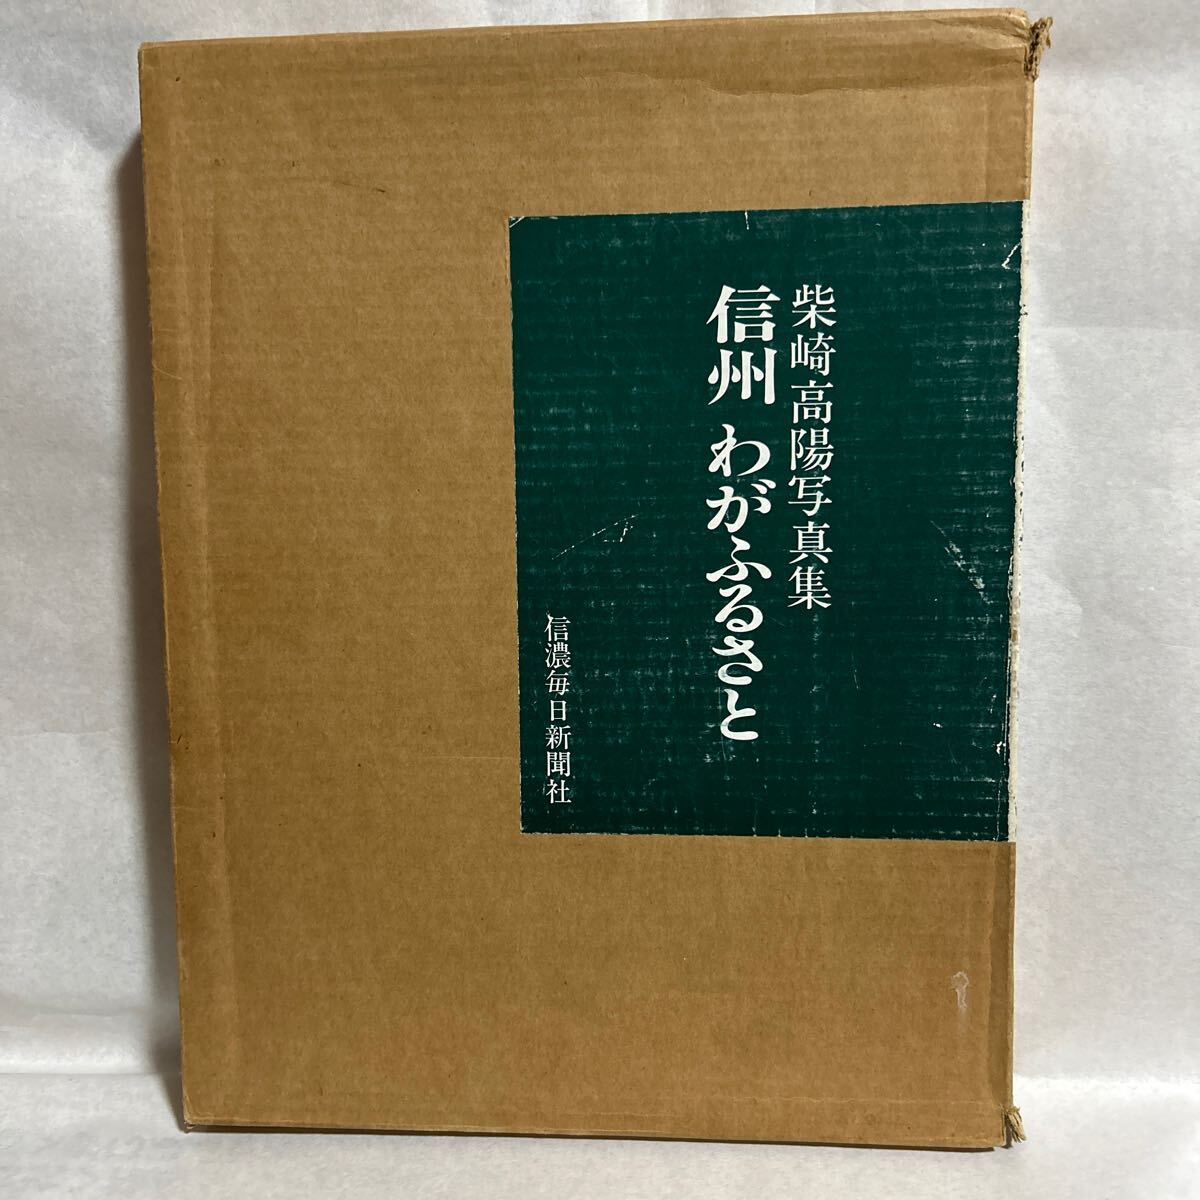 柴崎高陽写真集
信州 わがふるさと
信濃毎日新聞社